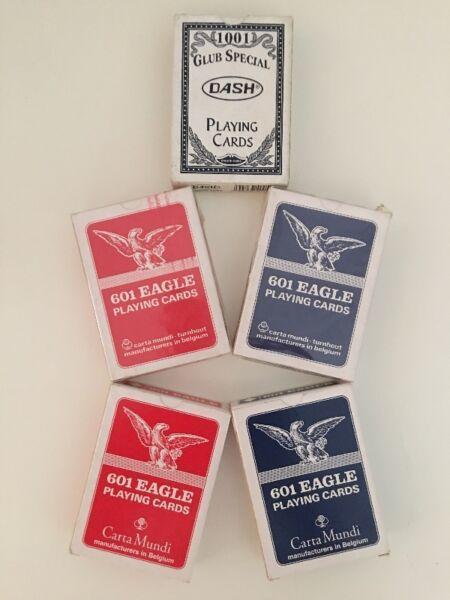 1001
Club Special
DASH®
Playing
Cards
601 EAGLE
PLAYING CARDS
carta mundi - turnhout
manufacturers in belgium
601 EAGLE
PLAYING CARDS
carta mundi - turnhout
manufacturers in belgium
601 EAGLE
PLAYING CARDS
Carta Mundi
manufacturers in Belgium
601 EAGLE
PLAYING CARDS
Carta Mundi
manufacturers in Belgium